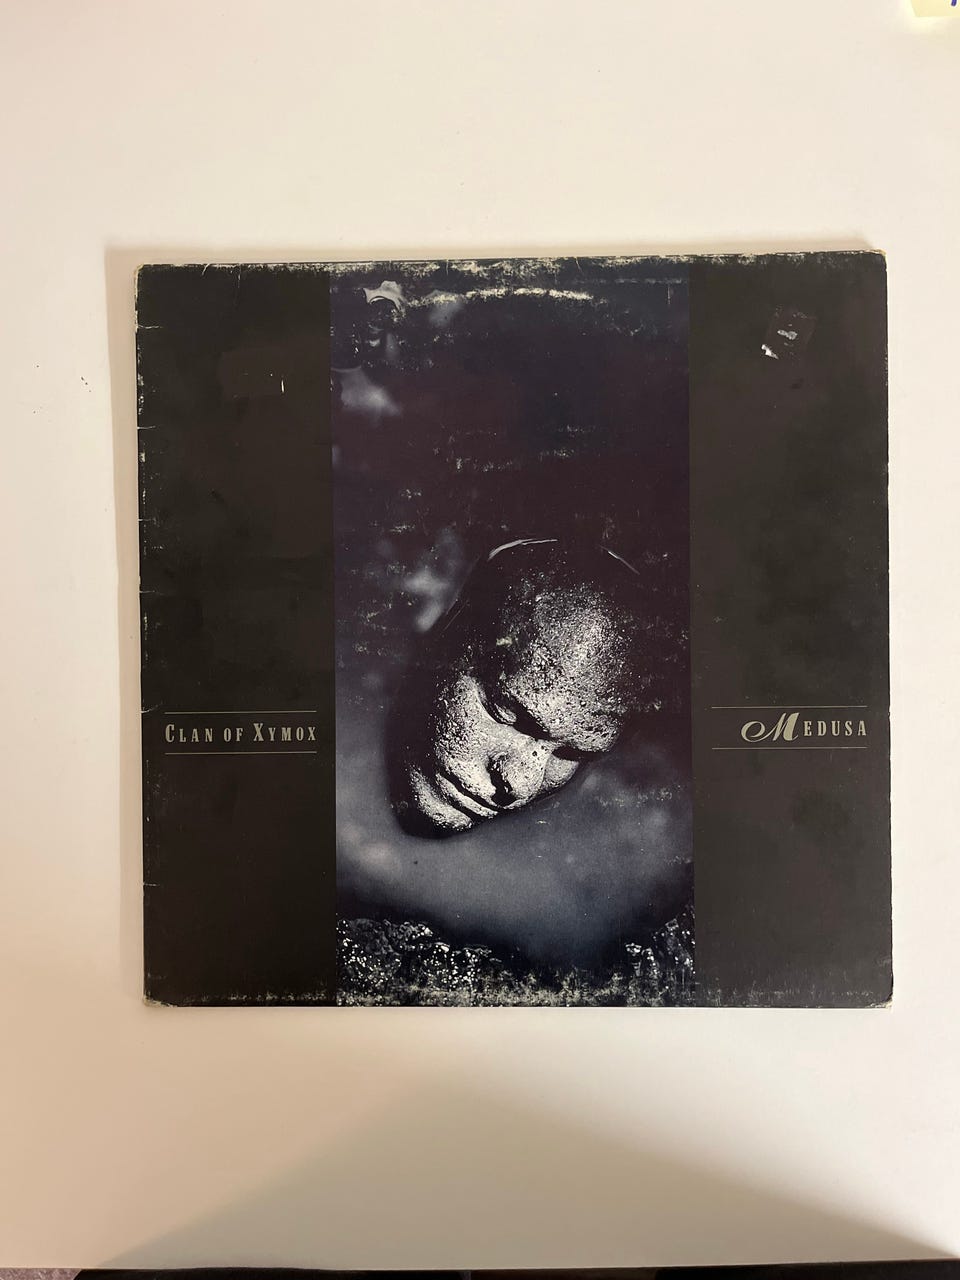 Clan of Xymox
Medusa